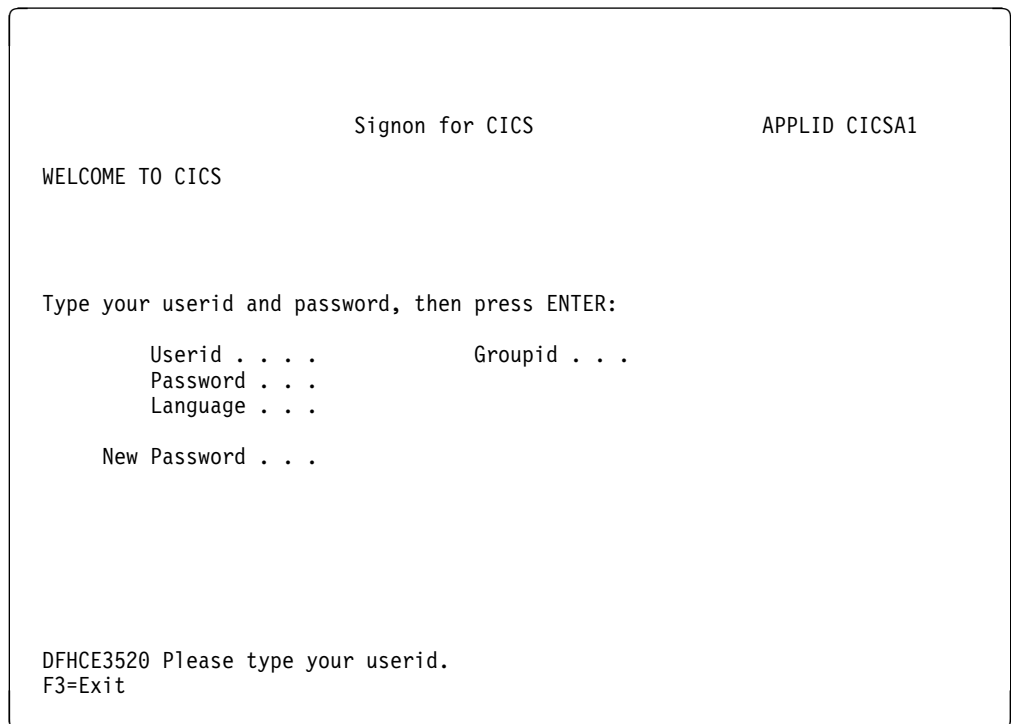 Signon for CICS APPLID CICSA1
WELCOME TO CICS
Type your userid and password, then press ENTER:
Userid . . . . Groupid . . .
Password . . .
Language . . .
New Password . . .
DFHCE3520 Please type your userid.
F3=Exit